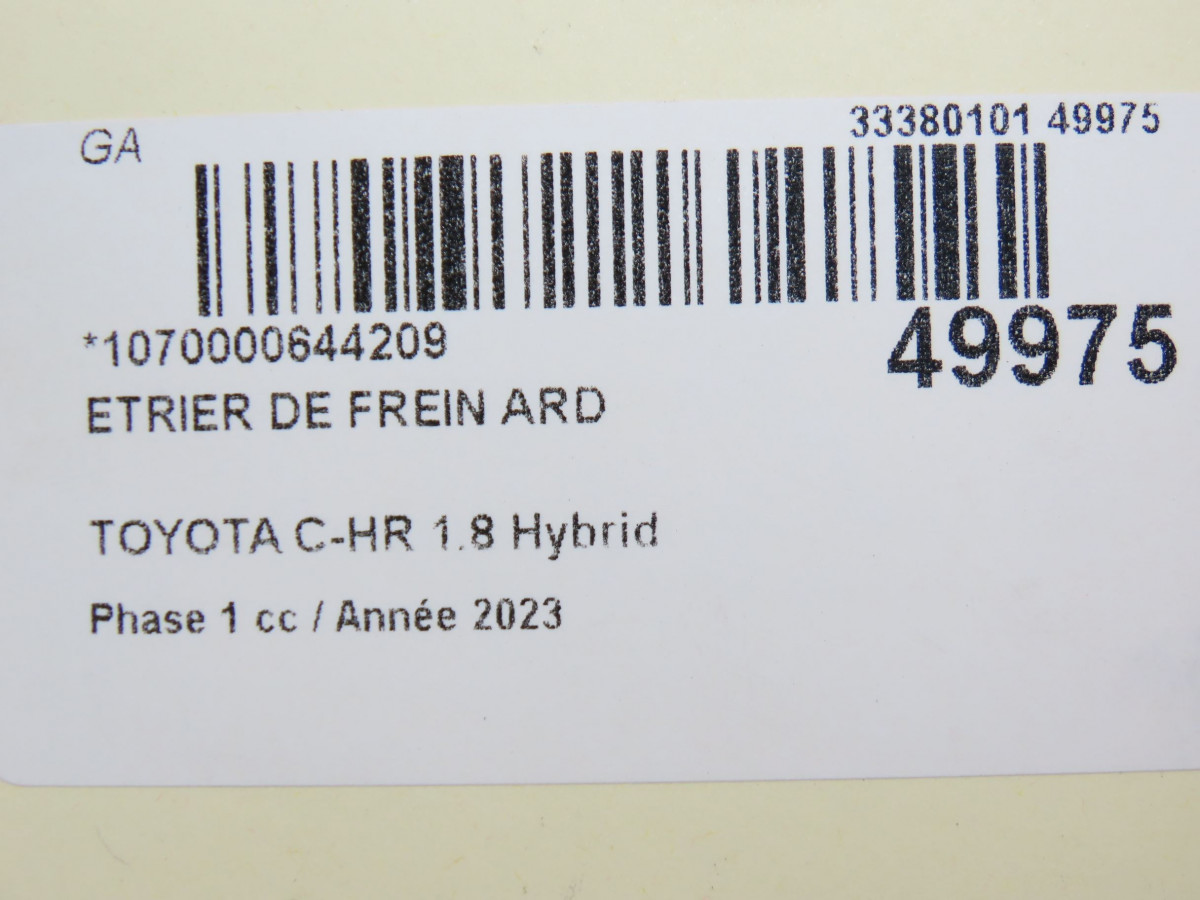 GA
33380101 49975
*1070000644209
49975
ETRIER DE FREIN ARD
TOYOTA C-HR 1.8 Hybrid
Phase 1 cc / Année 2023